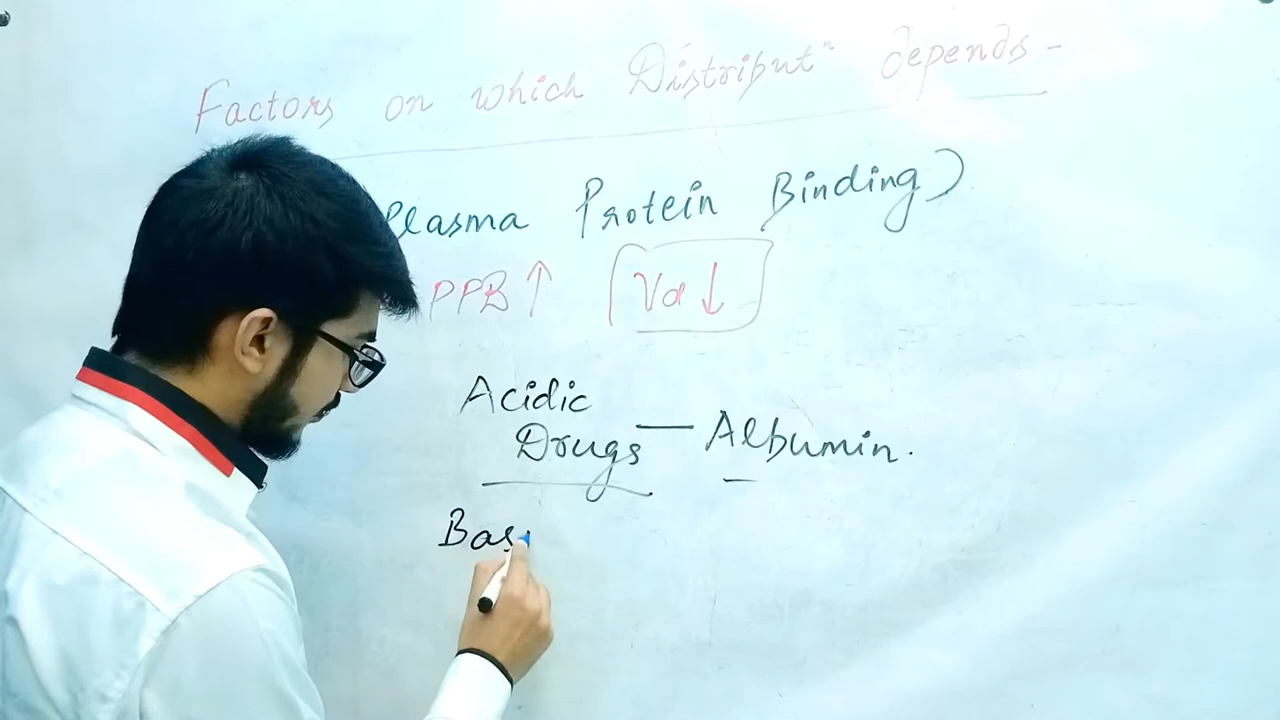 Factors on which Distribut^n depends -
Plasma Protein Binding)
PPB↑ Vd↓
Acidic
Drugs — Albumin.
Bas